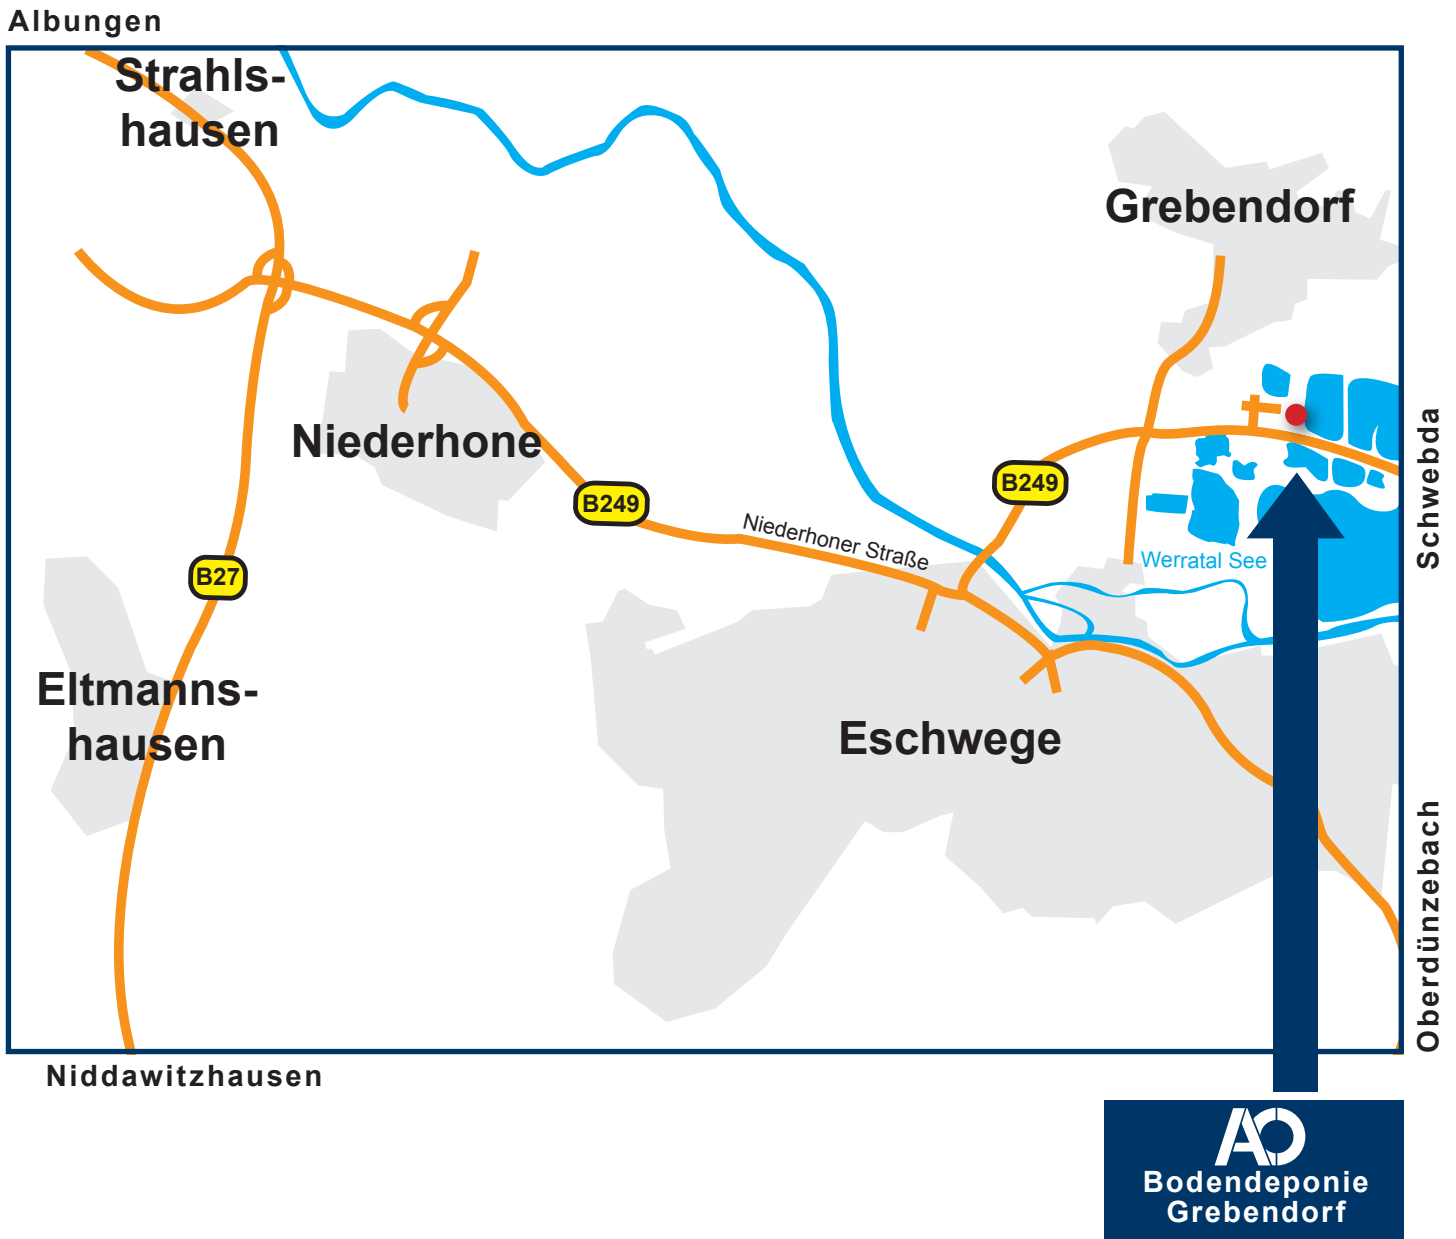 Albungen
Strahls-
hausen
Grebendorf
Niederhone
B249
B249
Niederhoner Straße
Schwebda
Werratal See
B27
Eltmanns-
hausen
Eschwege
Oberdünzebach
Niddawitzhausen
AO
Bodendeponie
Grebendorf